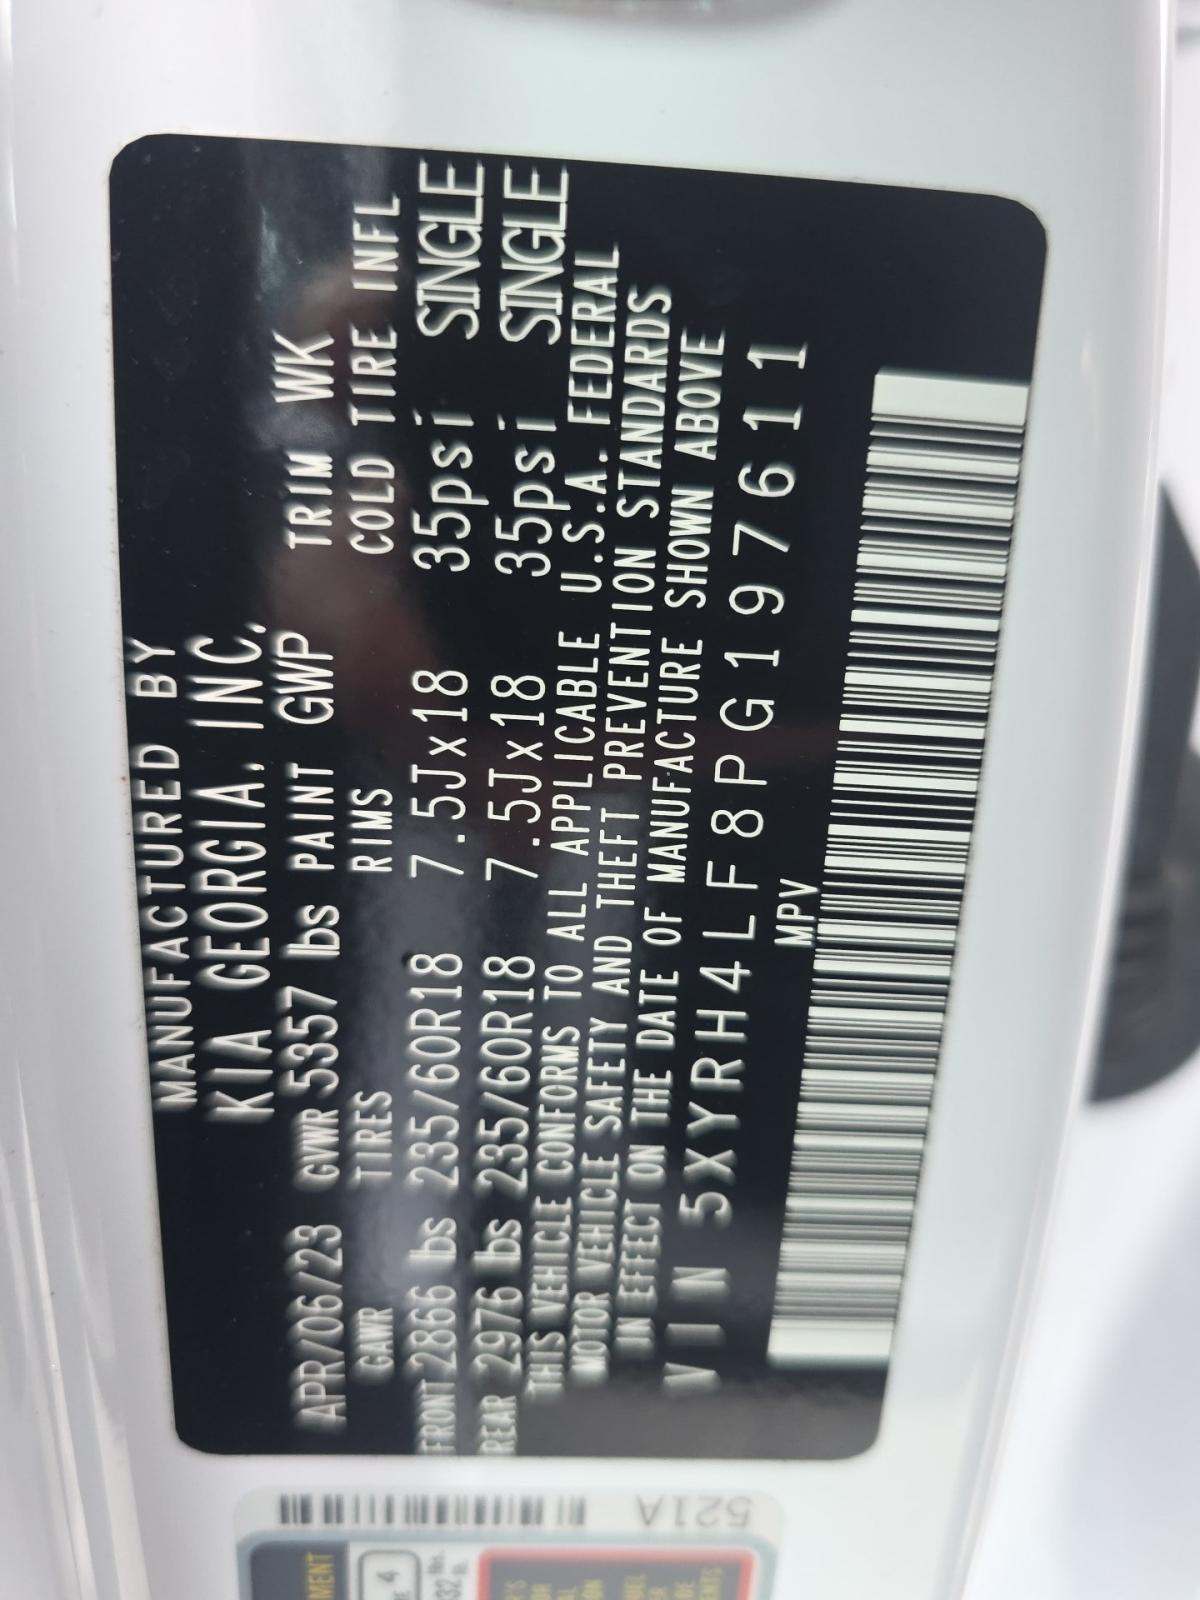 MANUFACTURED BY
KIA GEORGIA, INC.
APR/06/23 GVWR 5357 lbs PAINT GWP TRIM WK
GAWR TIRES RIMS COLD TIRE INFL
FRONT 2866 lbs 235/60R18 7.5Jx18 35psi SINGLE
REAR 2976 lbs 235/60R18 7.5Jx18 35psi SINGLE
THIS VEHICLE CONFORMS TO ALL APPLICABLE U.S.A. FEDERAL
MOTOR VEHICLE SAFETY AND THEFT PREVENTION STANDARDS
IN EFFECT ON THE DATE OF MANUFACTURE SHOWN ABOVE
VIN 5XYRH4LF8PG197611
MPV
521A